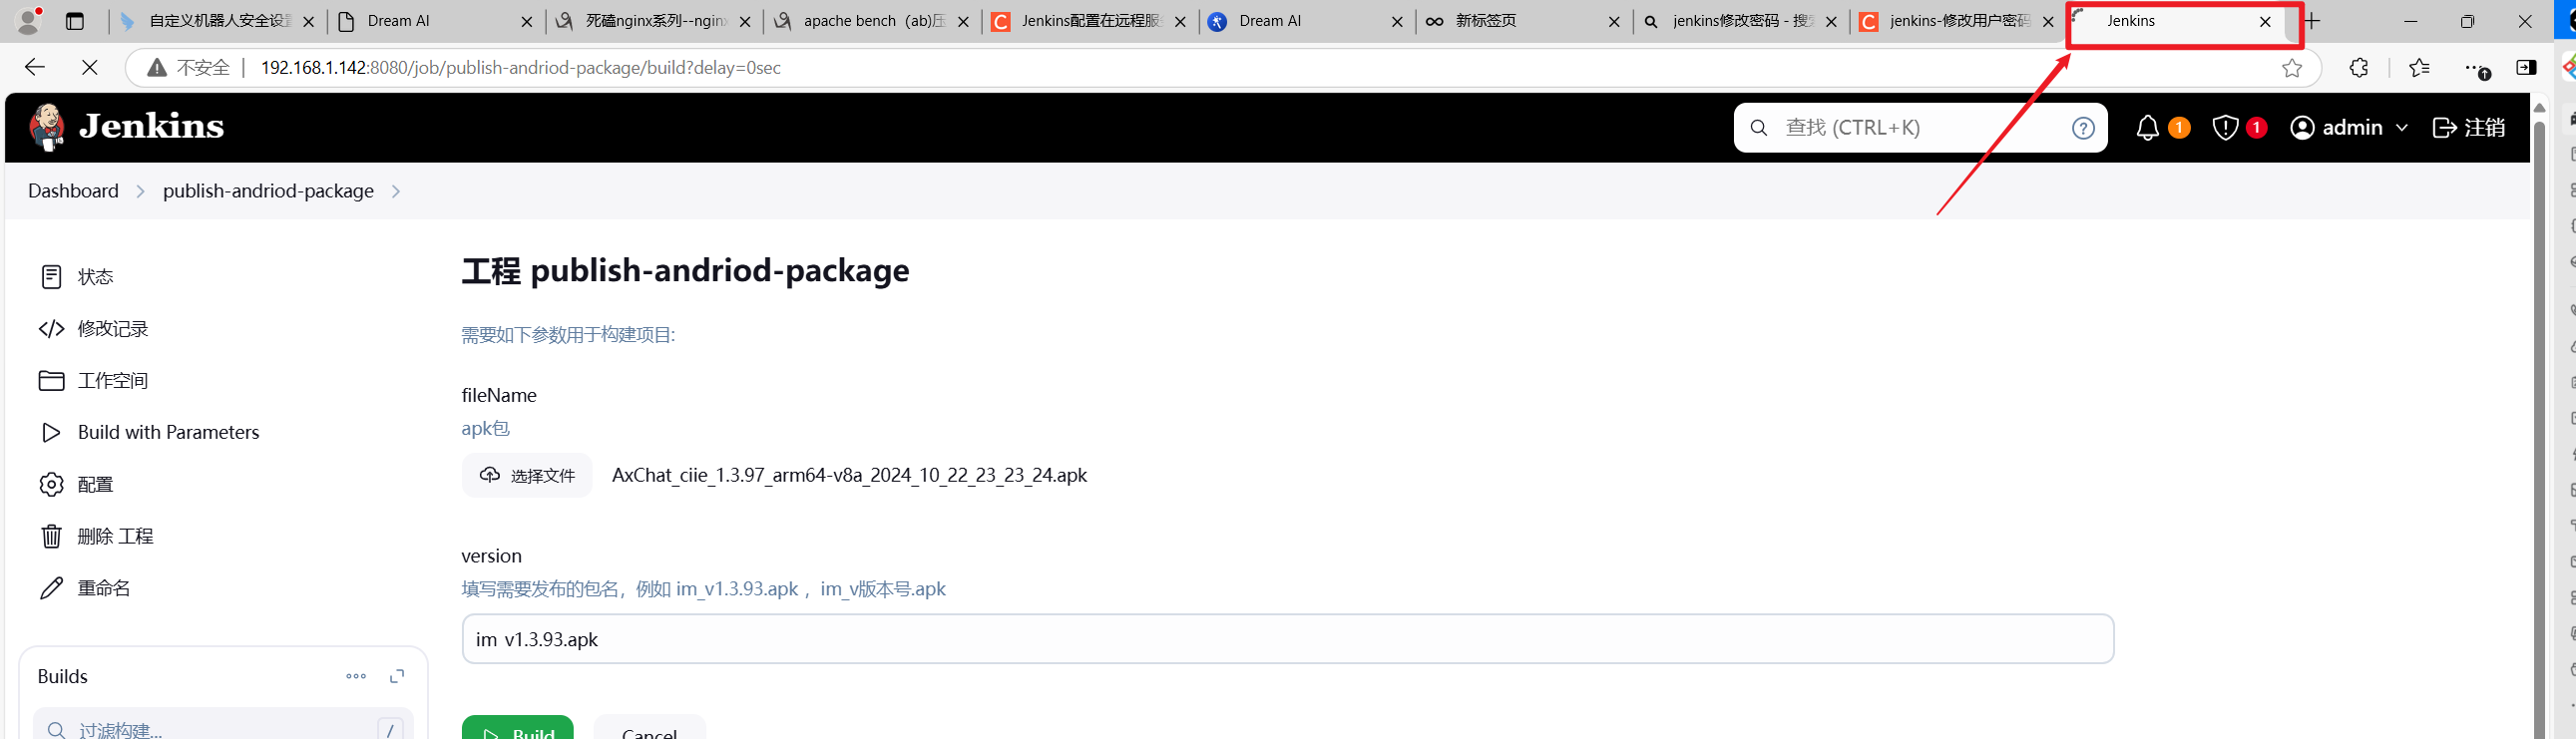 自定义机器人安全设置
Dream AI
死磕nginx系列--nginx
apache bench（ab)压
Jenkins配置在远程服务
Dream AI
新标签页
jenkins修改密码 - 搜索
jenkins-修改用户密码
Jenkins
不安全
192.168.1.142:8080/job/publish-andriod-package/build?delay=0sec
Jenkins
查找 (CTRL+K)
1
1
admin
注销
Dashboard
publish-andriod-package
状态
修改记录
工作空间
Build with Parameters
配置
删除 工程
重命名
Builds
过滤构建...
/
工程 publish-andriod-package
需要如下参数用于构建项目:
fileName
apk包
选择文件 AxChat_ciie_1.3.97_arm64-v8a_2024_10_22_23_23_24.apk
version
填写需要发布的包名，例如 im_v1.3.93.apk ，im_v版本号.apk
im_v1.3.93.apk
Build
Cancel